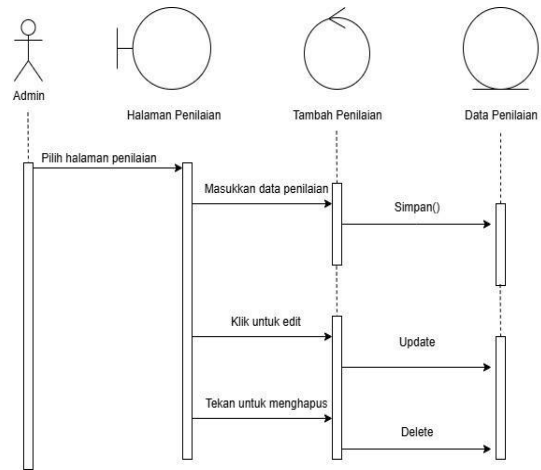 Admin
Halaman Penilaian
Tambah Penilaian
Data Penilaian
Pilih halaman penilaian
Masukkan data penilaian
Simpan()
Klik untuk edit
Update
Tekan untuk menghapus
Delete